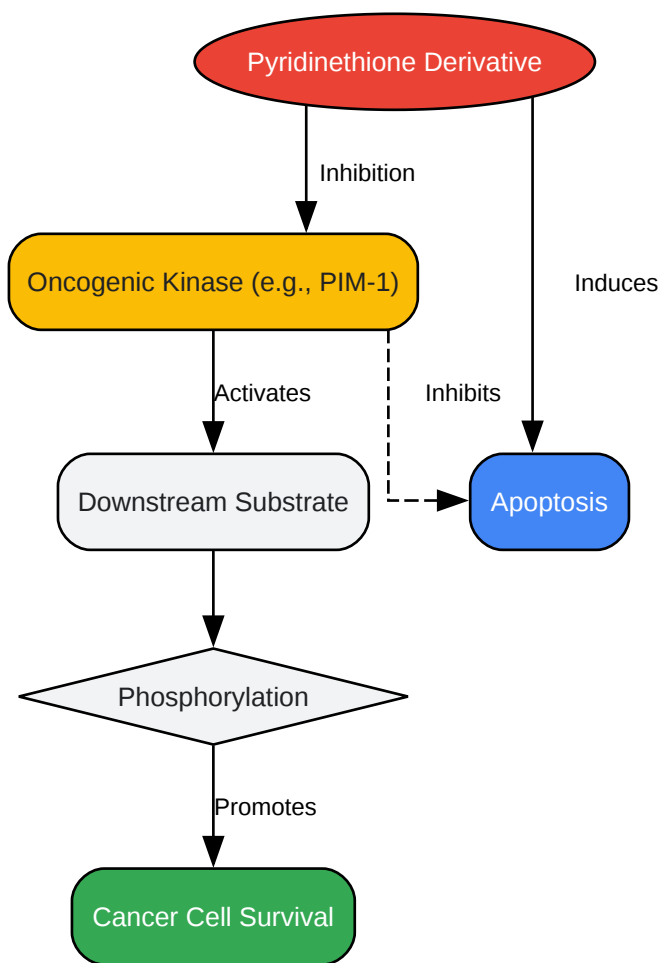 Pyridinethione Derivative
Inhibition
Oncogenic Kinase (e.g., PIM-1)
Induces
Activates
Inhibits
Downstream Substrate
Apoptosis
Phosphorylation
Promotes
Cancer Cell Survival